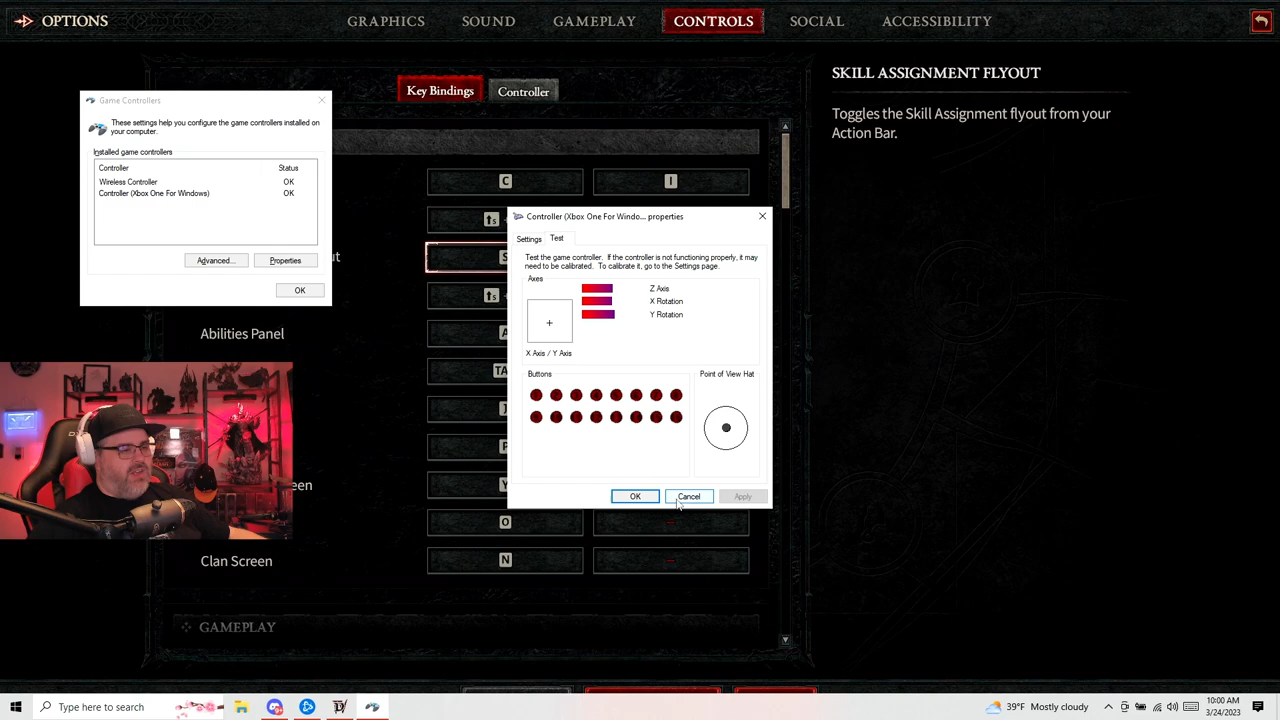 OPTIONS
GRAPHICS
SOUND
GAMEPLAY
CONTROLS
SOCIAL
ACCESSIBILITY
Key Bindings
Controller
SKILL ASSIGNMENT FLYOUT
Toggles the Skill Assignment flyout from your
Action Bar.
Game Controllers
These settings help you configure the game controllers installed on
your computer.
Installed game controllers
Controller
Status
Wireless Controller
OK
Controller (Xbox One For Windows)
OK
Advanced...
Properties
OK
C
I
S
S
ut
S
Abilities Panel
A
TA
J
P
een
Y
O
Clan Screen
N
GAMEPLAY
Controller (Xbox One For Windo... properties
Settings
Test
Test the game controller. If the controller is not functioning properly, it may
need to be calibrated. To calibrate it, go to the Settings page.
Axes
Z Axis
X Rotation
Y Rotation
X Axis / Y Axis
Buttons
Point of View Hat
OK
Cancel
Apply
Type here to search
39°F Mostly cloudy
10:00 AM
3/24/2023